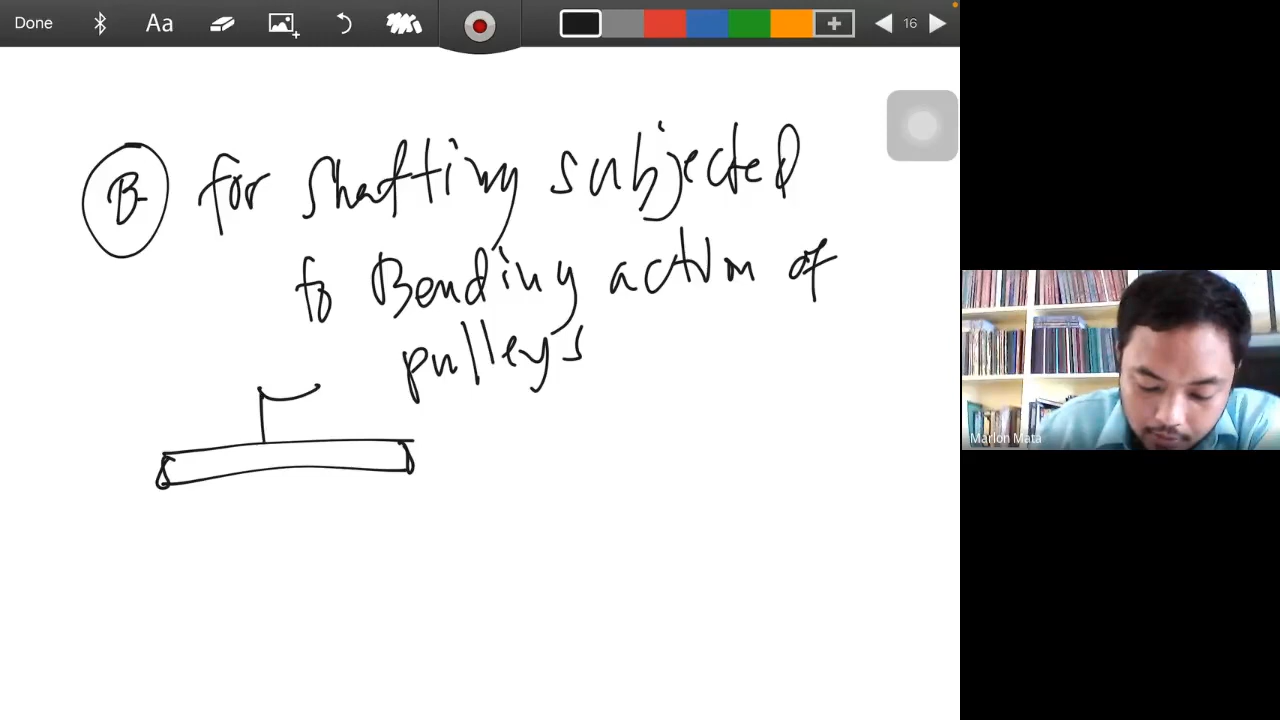 Done
Aa
16
B for shafting subjected
to Bending action of
pulleys
Marlon Mata